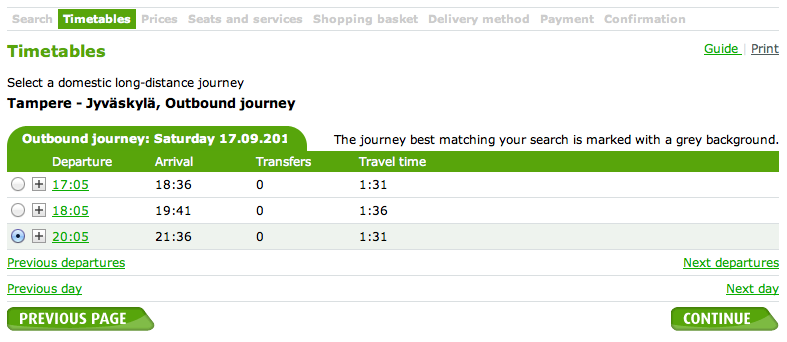 Search Timetables Prices Seats and services Shopping basket Delivery method Payment Confirmation
Timetables
Guide | Print
Select a domestic long-distance journey
Tampere - Jyväskylä, Outbound journey
Outbound journey: Saturday 17.09.201
The journey best matching your search is marked with a grey background.
Departure Arrival Transfers Travel time
17:05 18:36 0 1:31
18:05 19:41 0 1:36
20:05 21:36 0 1:31
Previous departures Next departures
Previous day Next day
PREVIOUS PAGE CONTINUE